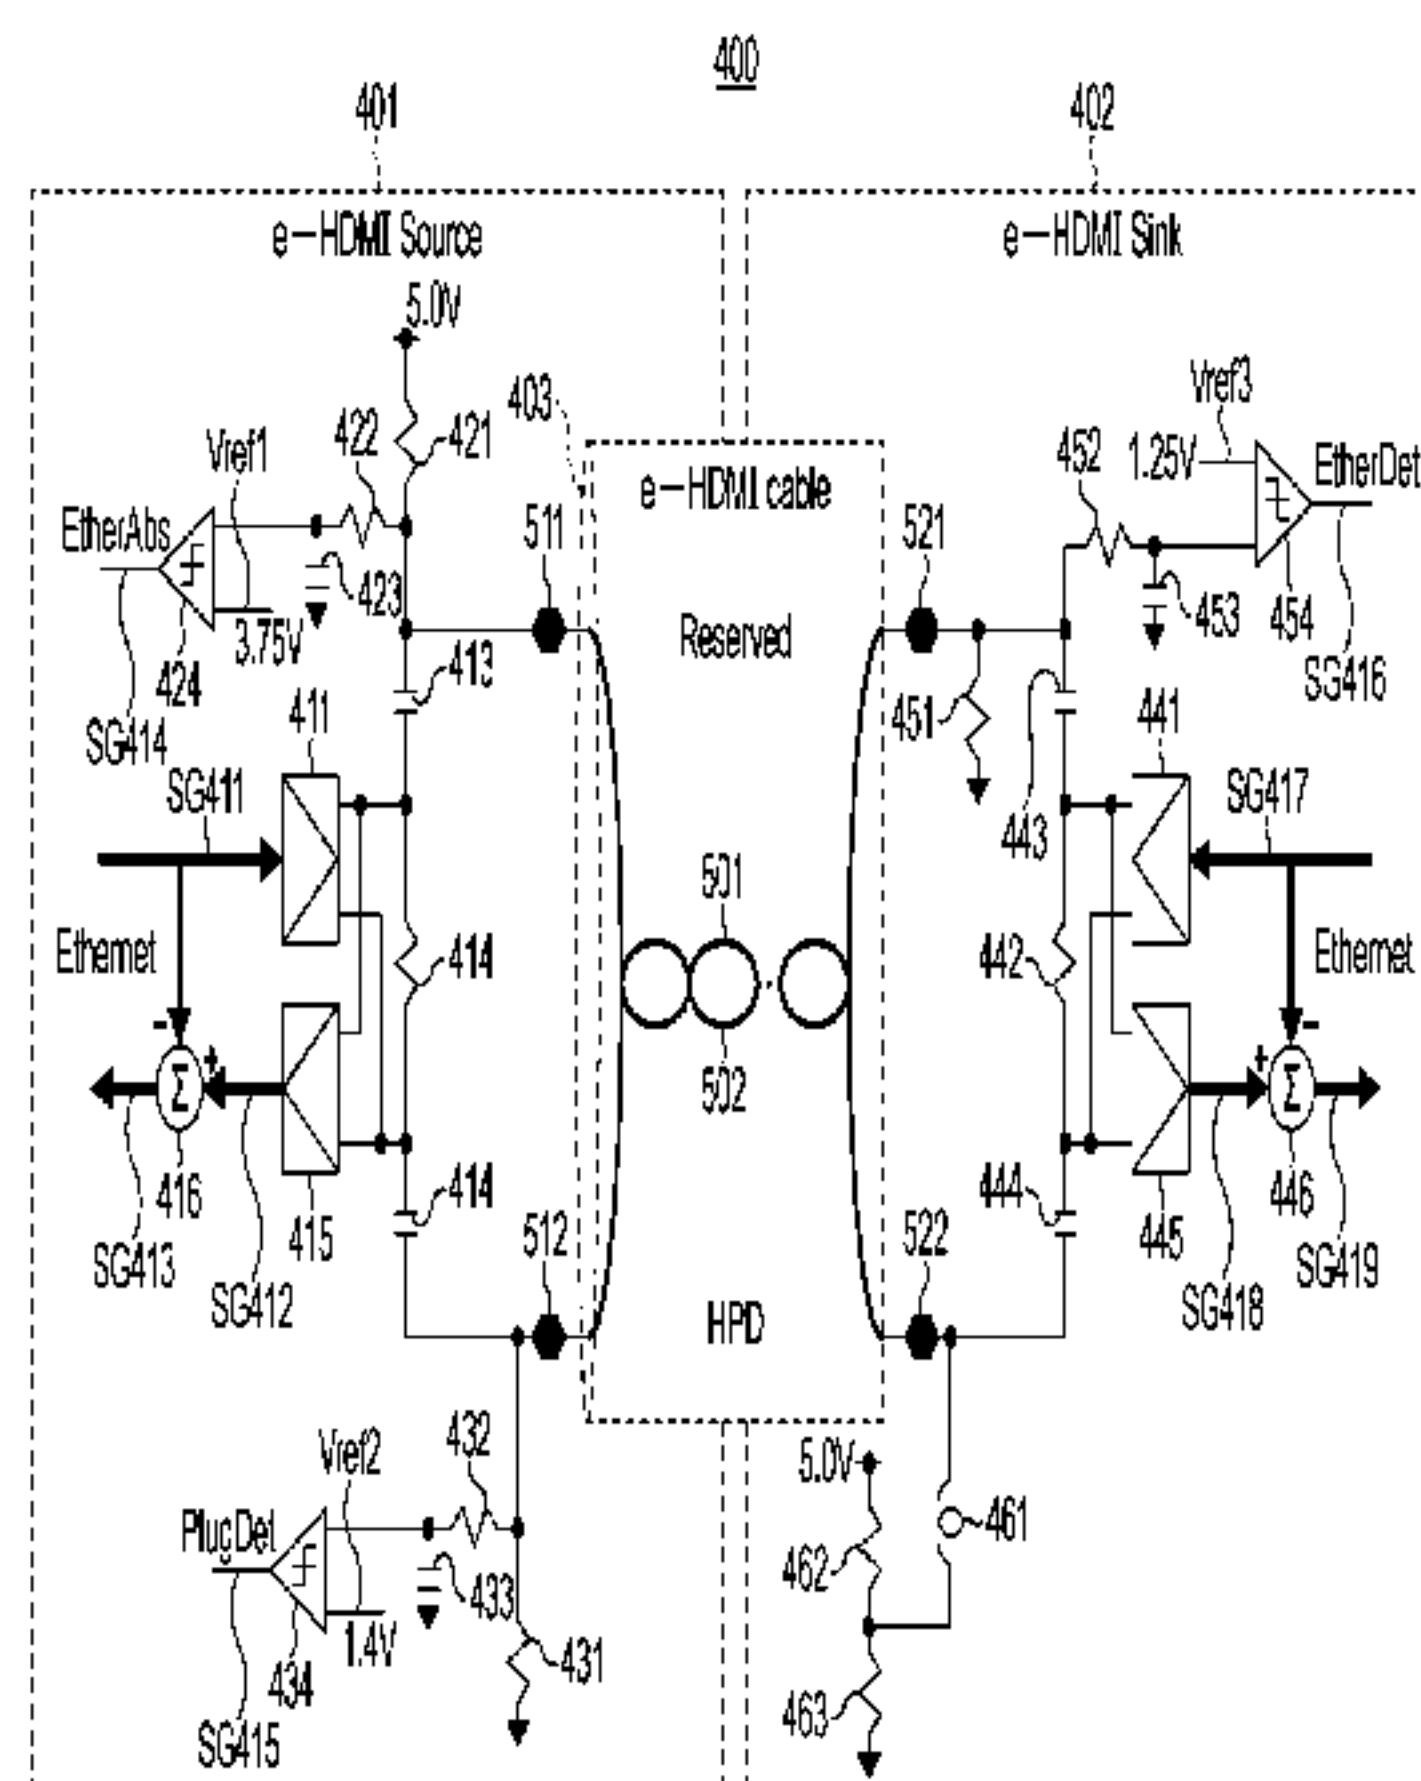 400
401
402
e-HDMI Source
e-HDMI Sink
5.0V
403
422
421
Vref1
Vref3
e-HDMI cable
452
1.25V
EtherDet
EtherAbs
511
521
423
453
454
3.75V
Reserved
424
413
SG416
SG414
411
451
441
SG411
443
SG417
501
Ethernet
414
442
Ethernet
502
-
-
+
Σ
+
Σ
416
414
444
446
415
512
522
445
SG413
SG412
SG419
SG418
HPD
432
Vref2
5.0V
PlugDet
461
462
433
1.4V
431
434
463
SG415